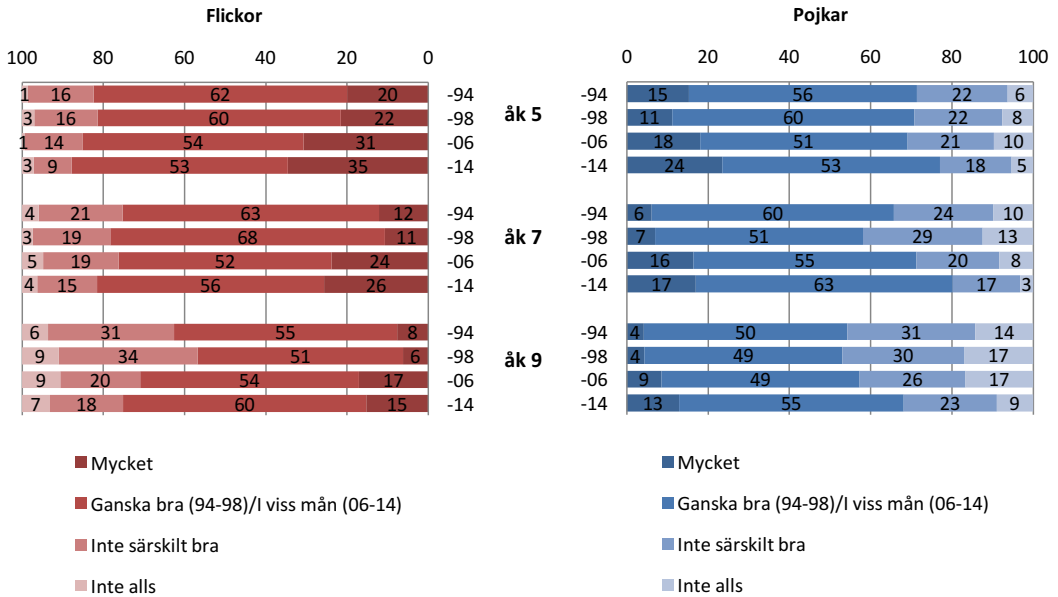 Flickor Pojkar
100 80 60 40 20 0 0 20 40 60 80 100
1 16 62 20 -94 -94 15 56 22 6
3 16 60 22 -98 åk 5 -98 11 60 22 8
1 14 54 31 -06 -06 18 51 21 10
3 9 53 35 -14 -14 24 53 18 5
4 21 63 12 -94 -94 6 60 24 10
3 19 68 11 -98 åk 7 -98 7 51 29 13
5 19 52 24 -06 -06 16 55 20 8
4 15 56 26 -14 -14 17 63 17 3
6 31 55 8 -94 -94 4 50 31 14
9 34 51 6 -98 åk 9 -98 4 49 30 17
9 20 54 17 -06 -06 9 49 26 17
7 18 60 15 -14 -14 13 55 23 9
Mycket Mycket
Ganska bra (94-98)/I viss mån (06-14) Ganska bra (94-98)/I viss mån (06-14)
Inte särskilt bra Inte särskilt bra
Inte alls Inte alls